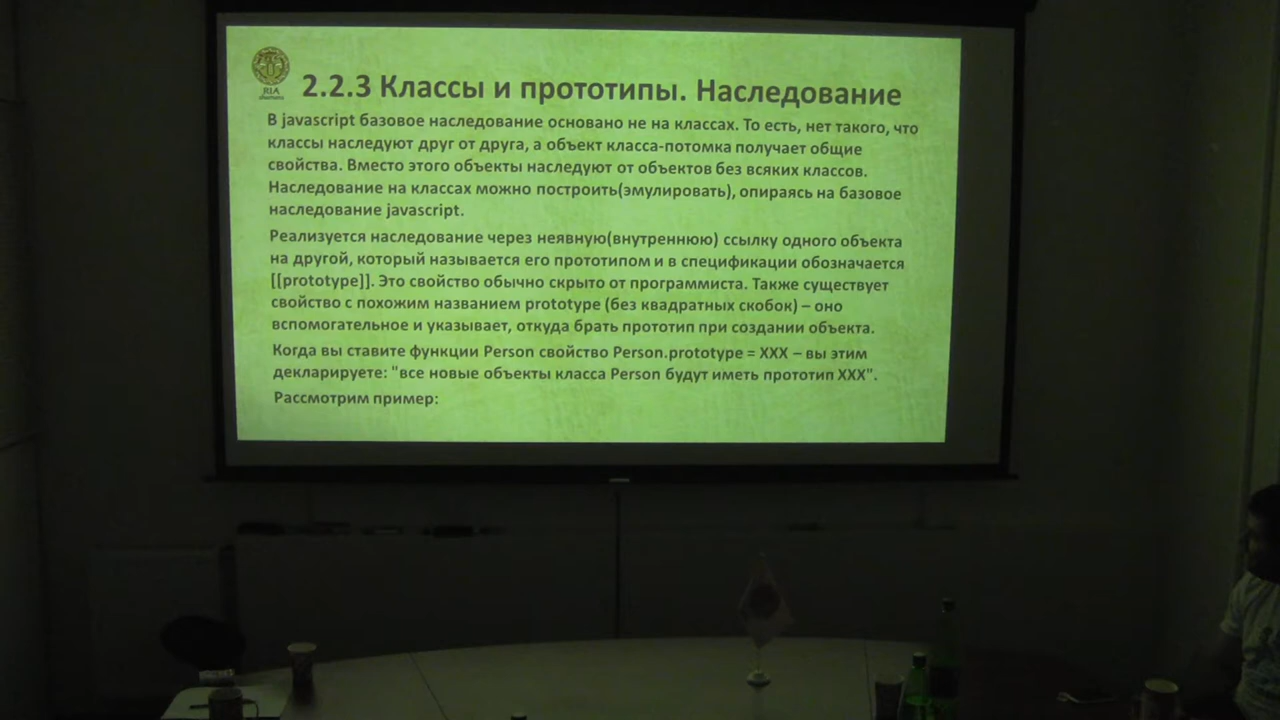 RIA
2.2.3 Классы и прототипы. Наследование
В javascript базовое наследование основано не на классах. То есть, нет такого, что
классы наследуют друг от друга, а объект класса-потомка получает общие
свойства. Вместо этого объекты наследуют от объектов без всяких классов.
Наследование на классах можно построить(эмулировать), опираясь на базовое
наследование javascript.
Реализуется наследование через неявную(внутреннюю) ссылку одного объекта
на другой, который называется его прототипом и в спецификации обозначается
[[prototype]]. Это свойство обычно скрыто от программиста. Также существует
свойство с похожим названием prototype (без квадратных скобок) – оно
вспомогательное и указывает, откуда брать прототип при создании объекта.
Когда вы ставите функции Person свойство Person.prototype = XXX – вы этим
декларируете: "все новые объекты класса Person будут иметь прототип XXX".
Рассмотрим пример: